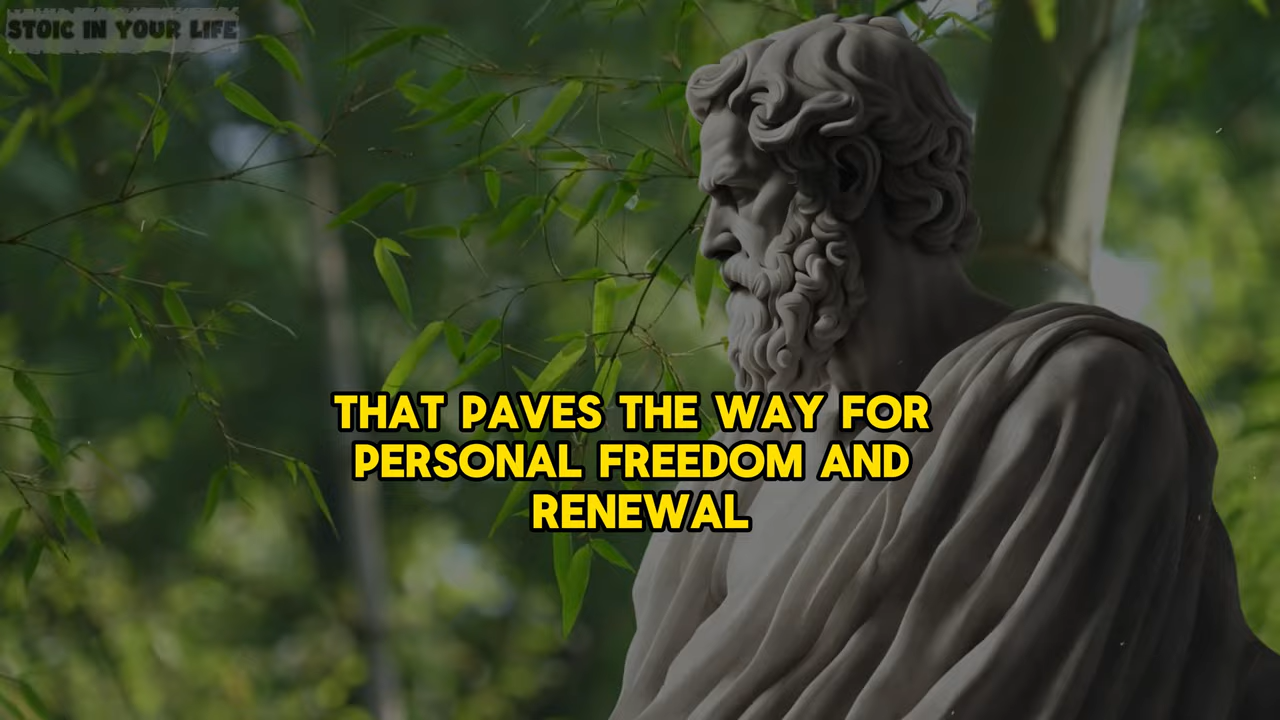 STOIC IN YOUR LIFE
THAT PAVES THE WAY FOR
PERSONAL FREEDOM AND
RENEWAL